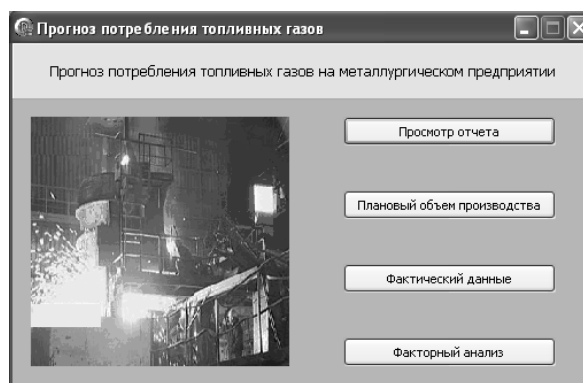 Прогноз потребления топливных газов
Прогноз потребления топливных газов на металлургическом предприятии
Просмотр отчета
Плановый объем производства
Фактический данные
Факторный анализ